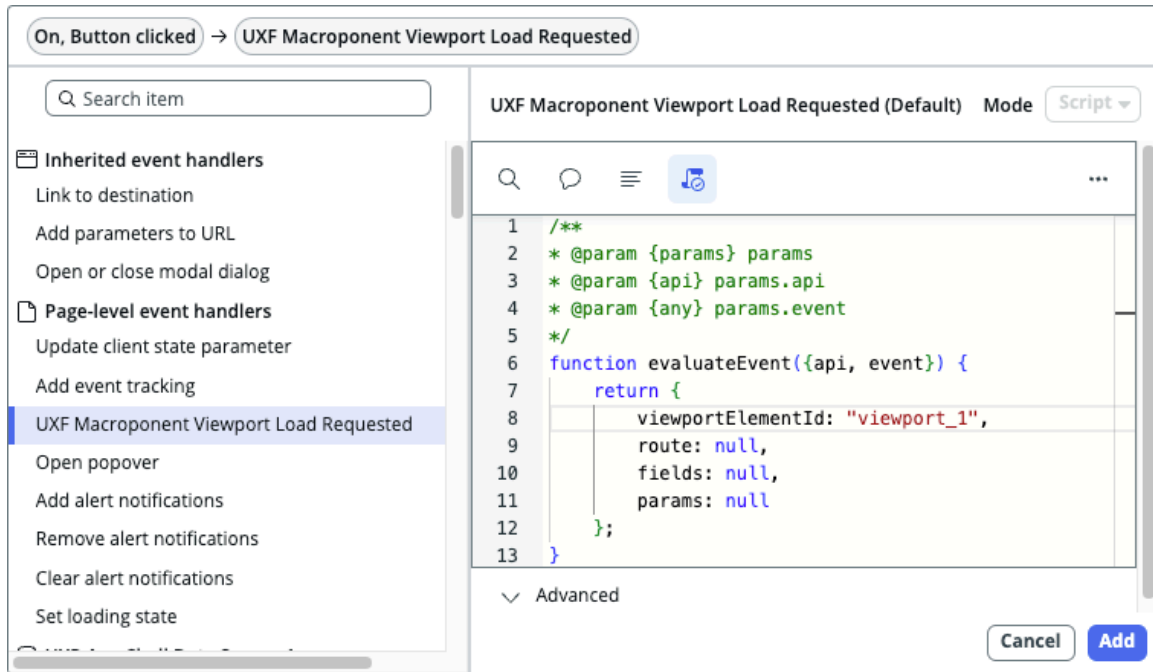 On, Button clicked → UXF Macroponent Viewport Load Requested
Search item
Inherited event handlers
Link to destination
Add parameters to URL
Open or close modal dialog
Page-level event handlers
Update client state parameter
Add event tracking
UXF Macroponent Viewport Load Requested
Open popover
Add alert notifications
Remove alert notifications
Clear alert notifications
Set loading state
UXF Macroponent Viewport Load Requested (Default) Mode Script
1 /**
2 * @param {params} params
3 * @param {api} params.api
4 * @param {any} params.event
5 */
6 function evaluateEvent({api, event}) {
7 return {
8 viewportElementId: "viewport_1",
9 route: null,
10 fields: null,
11 params: null
12 };
13 }
Advanced
Cancel Add